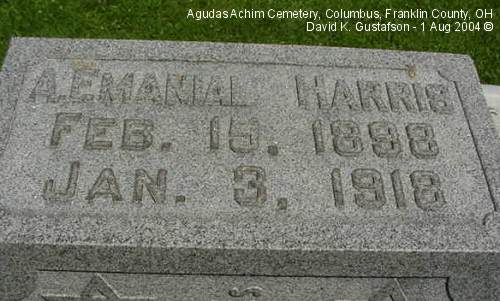 Agudas Achim Cemetery, Columbus, Franklin County, OH
David K. Gustafson - 1 Aug 2004 ©
A. EMANUAL HARRIS
FEB. 15, 1898
JAN. 3, 1918